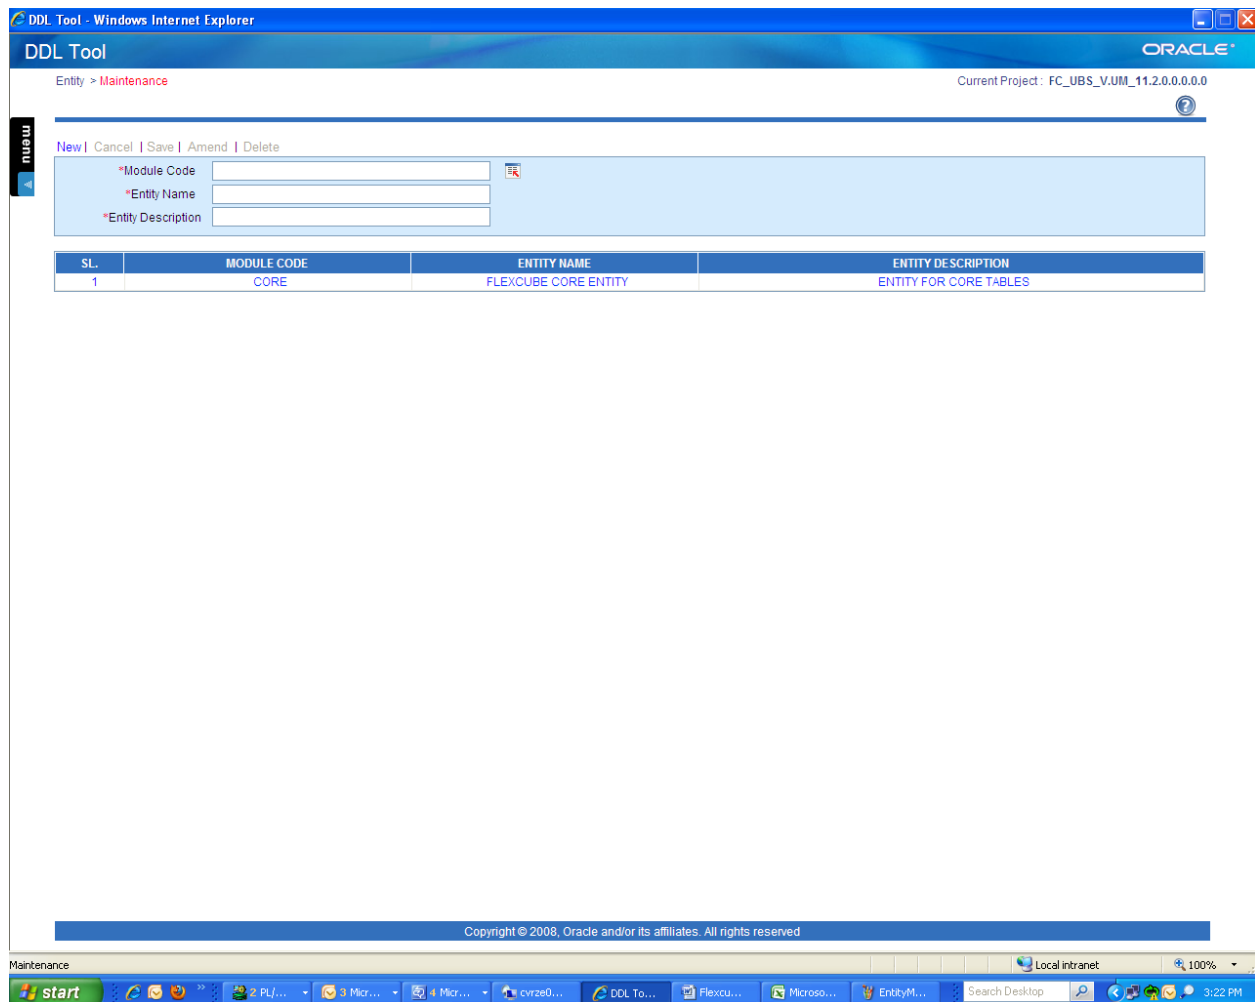 DDL Tool - Windows Internet Explorer
DDL Tool ORACLE
Entity > Maintenance Current Project : FC_UBS_V.UM_11.2.0.0.0.0.0
menu
New | Cancel | Save | Amend | Delete
*Module Code
*Entity Name
*Entity Description
SL. MODULE CODE ENTITY NAME ENTITY DESCRIPTION
1 CORE FLEXCUBE CORE ENTITY ENTITY FOR CORE TABLES
Copyright © 2008, Oracle and/or its affiliates. All rights reserved
Maintenance Local intranet 100%
start » 2 PL/... 3 Micr... 4 Micr... cvrze0... DDL To... Flexcu... Microso... EntityM... Search Desktop 3:22 PM